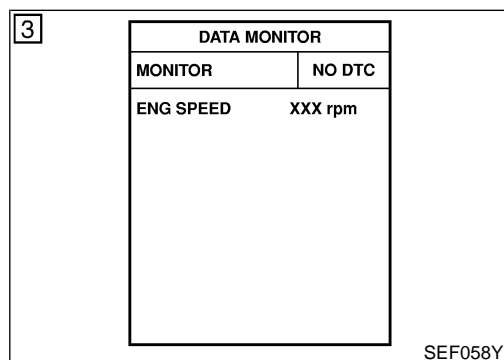 3
DATA MONITOR
MONITOR NO DTC
ENG SPEED XXX rpm
SEF058Y